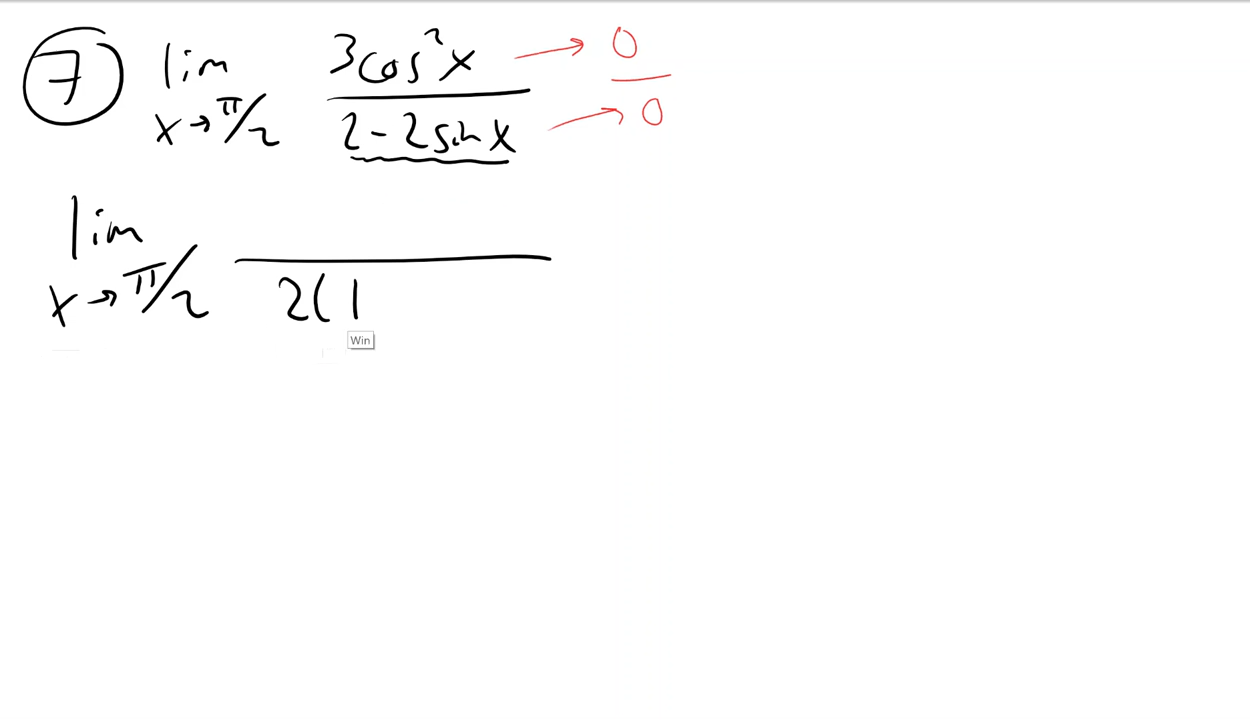 7 lim x→π/2 3cos²x / 2 - 2sinx → 0 / → 0
lim x→π/2 / 2(1
Win